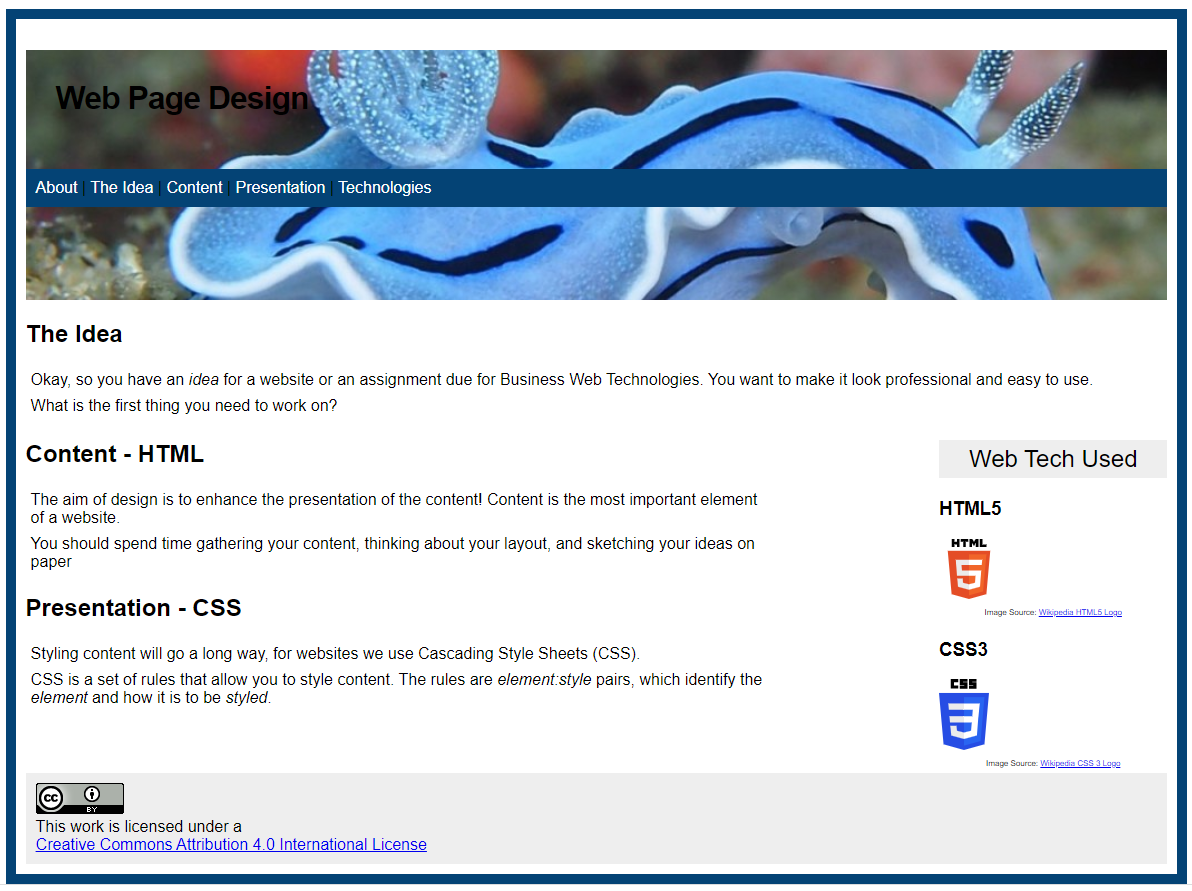 Web Page Design
About | The Idea | Content | Presentation | Technologies
The Idea
Okay, so you have an idea for a website or an assignment due for Business Web Technologies. You want to make it look professional and easy to use.
What is the first thing you need to work on?
Content - HTML
The aim of design is to enhance the presentation of the content! Content is the most important element
of a website.
You should spend time gathering your content, thinking about your layout, and sketching your ideas on
paper
Presentation - CSS
Styling content will go a long way, for websites we use Cascading Style Sheets (CSS).
CSS is a set of rules that allow you to style content. The rules are element:style pairs, which identify the
element and how it is to be styled.
Web Tech Used
HTML5
HTML
5
Image Source: Wikipedia HTML5 Logo
CSS3
CSS
3
Image Source: Wikipedia CSS 3 Logo
cc
BY
This work is licensed under a
Creative Commons Attribution 4.0 International License